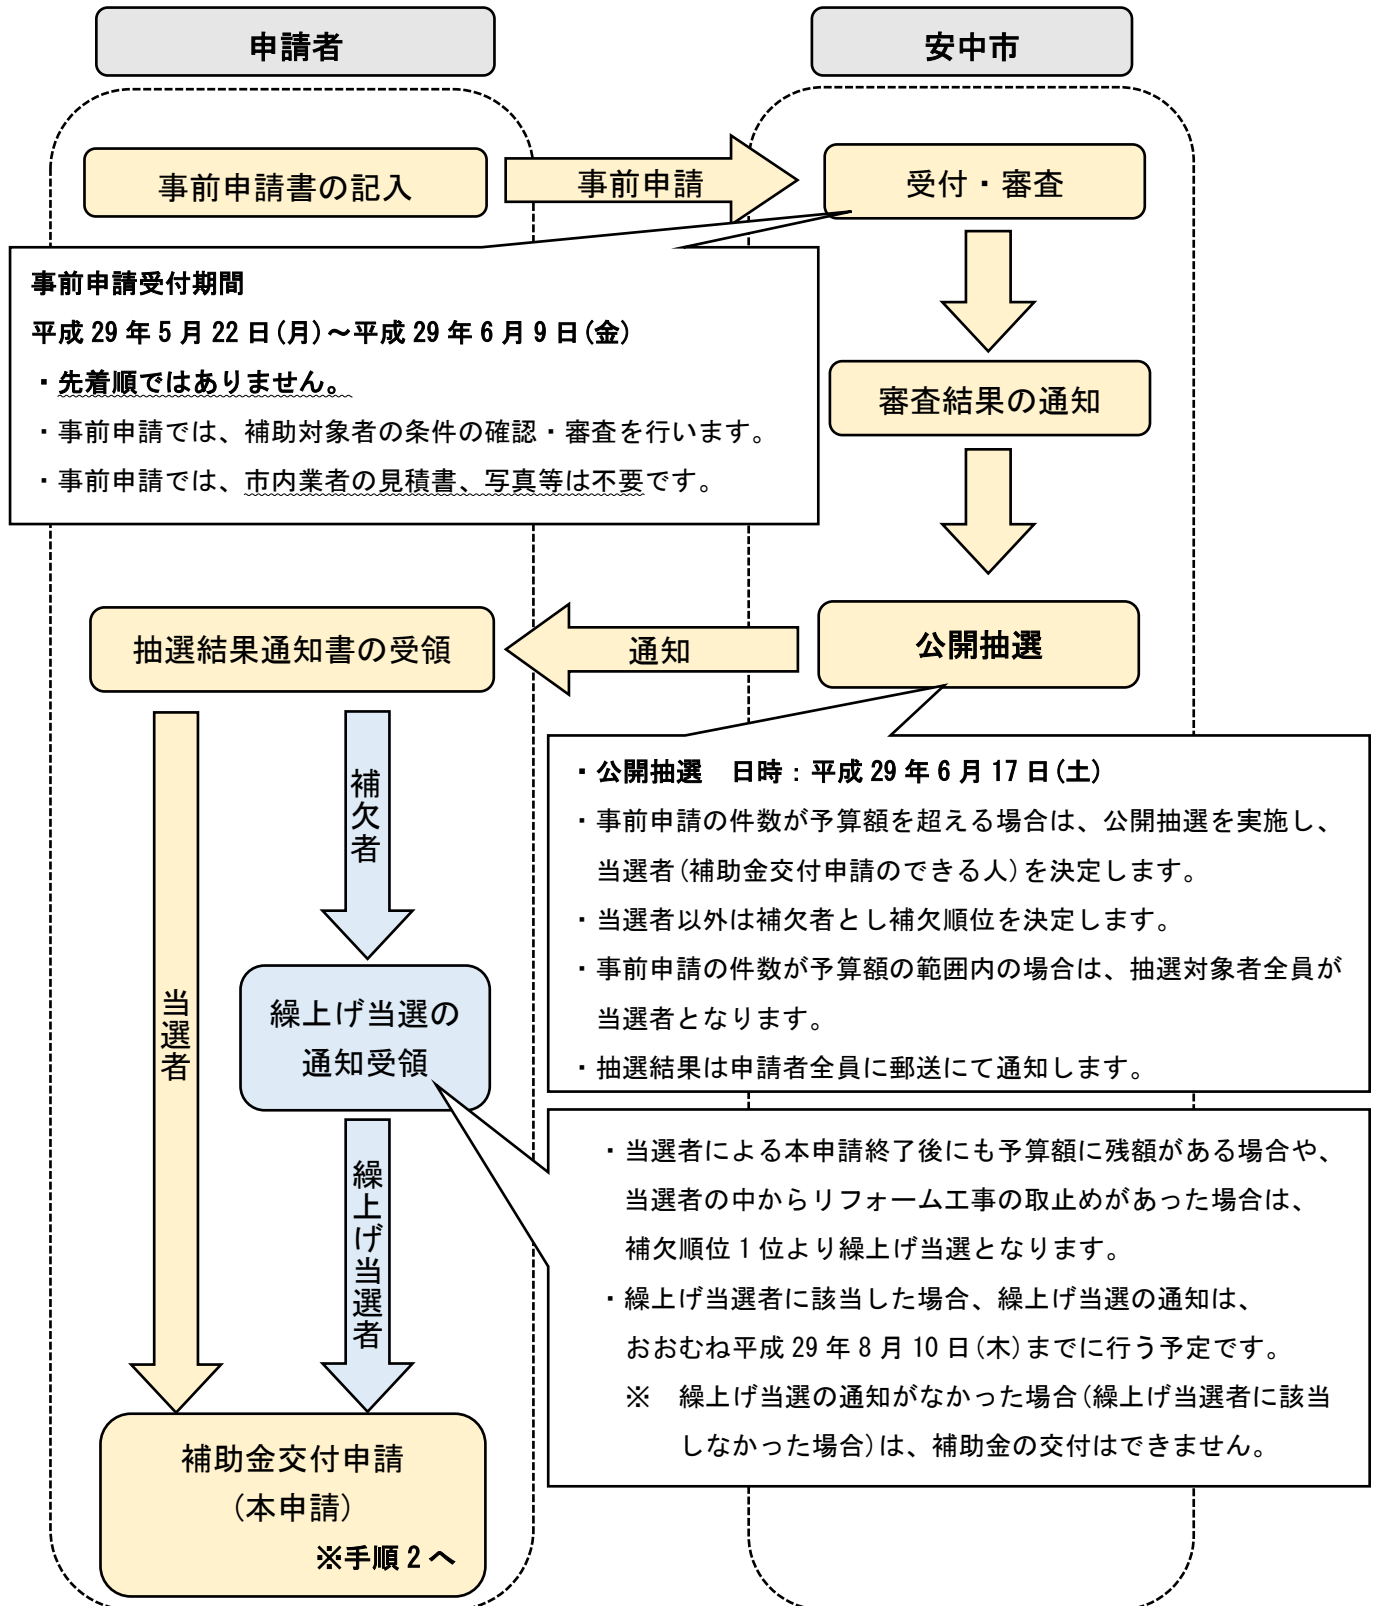 申請者
安中市
事前申請書の記入
事前申請
受付・審査
事前申請受付期間
平成 29 年 5 月 22 日(月)～平成 29 年 6 月 9 日(金)
・先着順ではありません。
・事前申請では、補助対象者の条件の確認・審査を行います。
・事前申請では、市内業者の見積書、写真等は不要です。
審査結果の通知
抽選結果通知書の受領
通知
公開抽選
・公開抽選　日時：平成 29 年 6 月 17 日(土)
・事前申請の件数が予算額を超える場合は、公開抽選を実施し、
当選者(補助金交付申請のできる人)を決定します。
・当選者以外は補欠者とし補欠順位を決定します。
・事前申請の件数が予算額の範囲内の場合は、抽選対象者全員が
当選者となります。
・抽選結果は申請者全員に郵送にて通知します。
補欠者
当選者
繰上げ当選の
通知受領
・当選者による本申請終了後にも予算額に残額がある場合や、
当選者の中からリフォーム工事の取止めがあった場合は、
補欠順位 1 位より繰上げ当選となります。
・繰上げ当選者に該当した場合、繰上げ当選の通知は、
おおむね平成 29 年 8 月 10 日(木)までに行う予定です。
※　繰上げ当選の通知がなかった場合(繰上げ当選者に該当
しなかった場合)は、補助金の交付はできません。
繰上げ当選者
補助金交付申請
(本申請)
※手順 2 へ